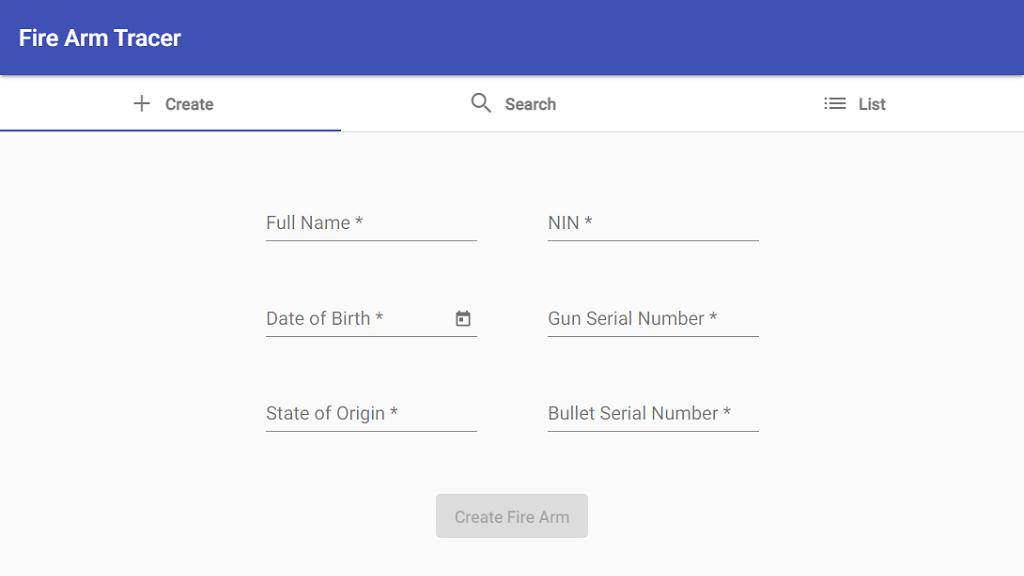 Fire Arm Tracer
Create
Search
List
Full Name *
NIN *
Date of Birth *
Gun Serial Number *
State of Origin *
Bullet Serial Number *
Create Fire Arm